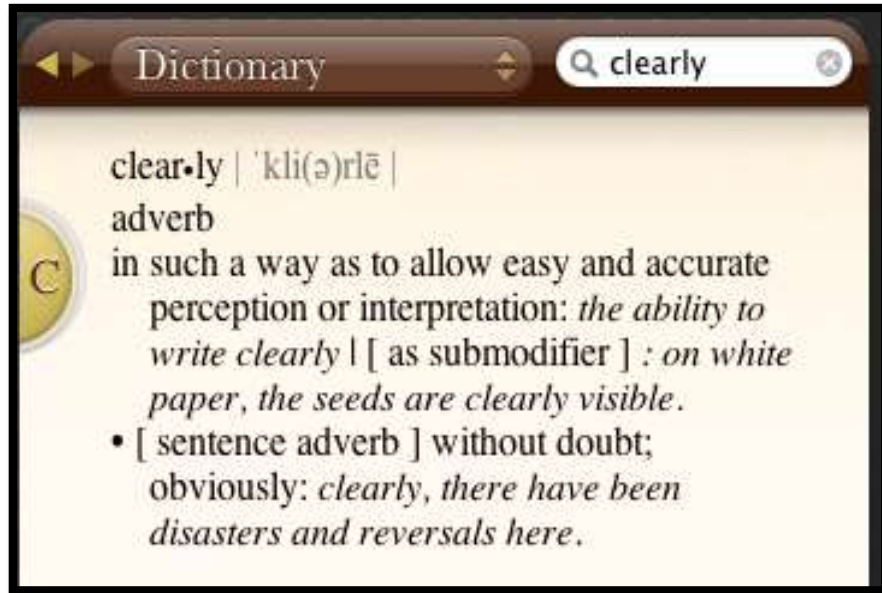 Dictionary
clearly
clear•ly | ˈkli(ə)rlē |
adverb
C
in such a way as to allow easy and accurate
perception or interpretation: the ability to
write clearly | [ as submodifier ] : on white
paper, the seeds are clearly visible.
• [ sentence adverb ] without doubt;
obviously: clearly, there have been
disasters and reversals here.